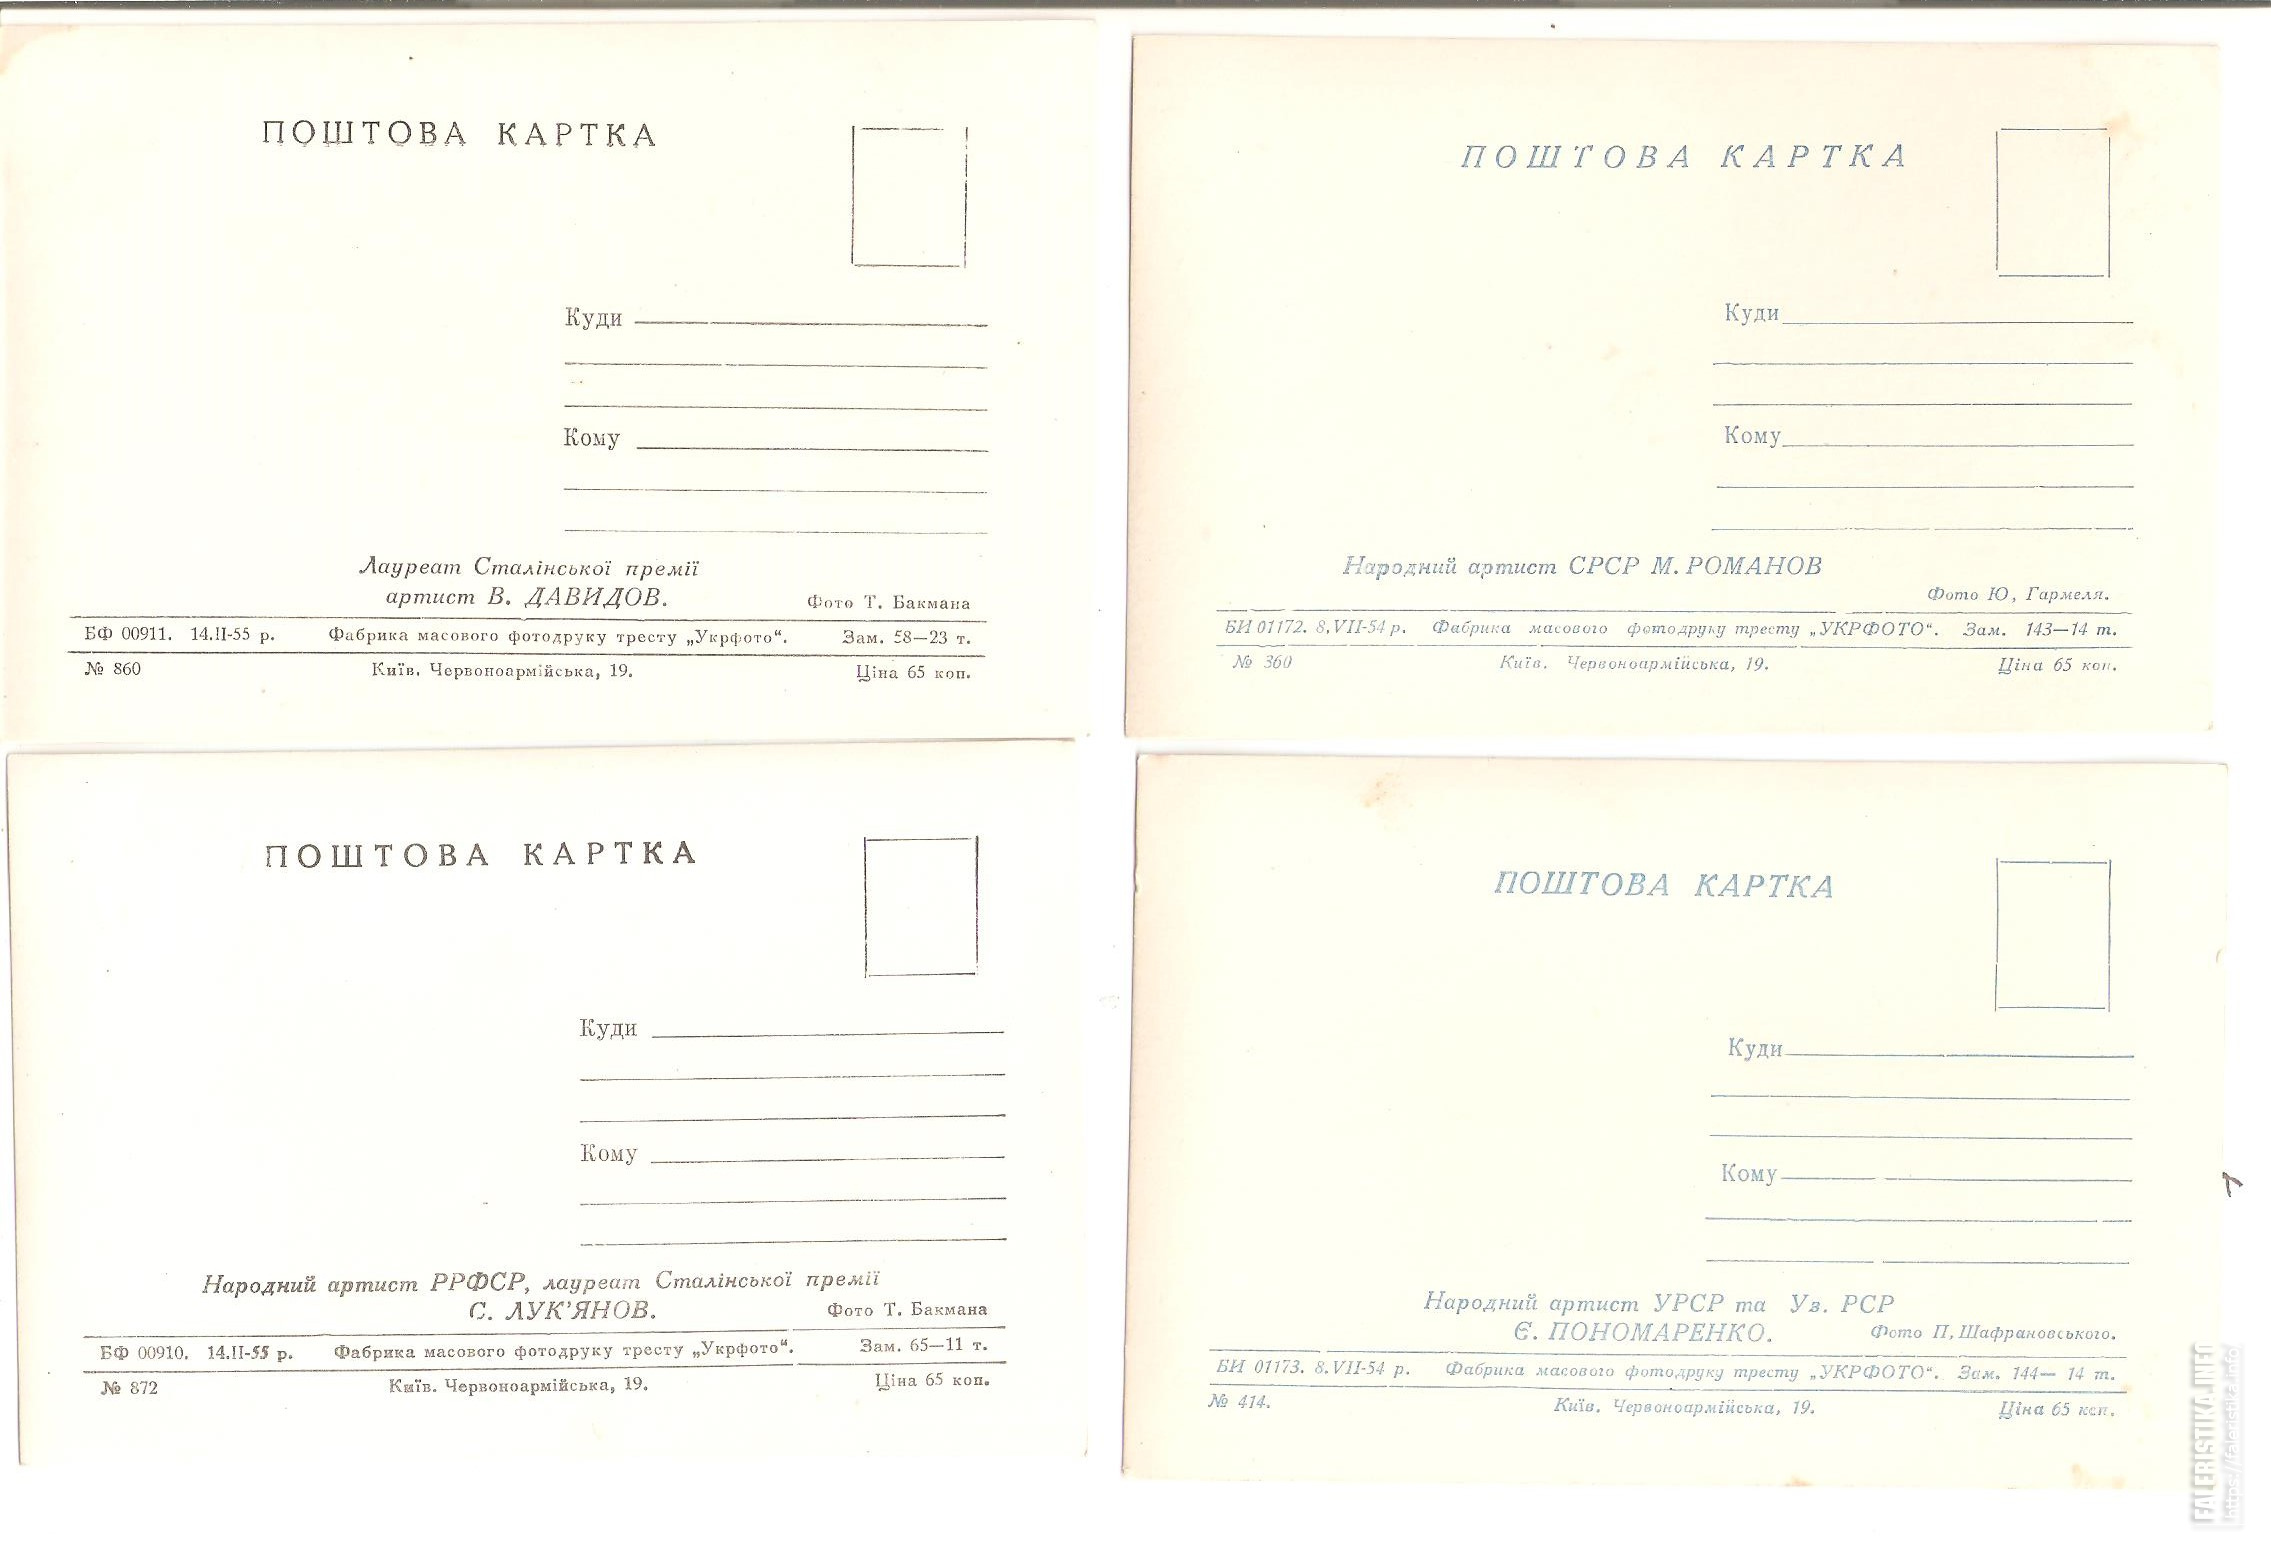 ПОШТОВА КАРТКА
Куди
Кому
Лауреат Сталінської премії
артист В. ДАВИДОВ.
Фото Т. Бакмана
БФ 00911. 14.II-55 р. Фабрика масового фотодруку тресту „Укрфото“. Зам. 58—23 т.
№ 860 Київ. Червоноармійська, 19. Ціна 65 коп.
ПОШТОВА КАРТКА
Куди
Кому
Народний артист СРСР М. РОМАНОВ
Фото Ю, Гармеля.
БИ 01172. 8.VII-54 р. Фабрика масового фотодруку тресту „УКРФОТО“. Зам. 143—14 т.
№ 360 Київ. Червоноармійська, 19. Ціна 65 коп.
ПОШТОВА КАРТКА
Куди
Кому
Народний артист РРФСР, лауреат Сталінської премії
С. ЛУК'ЯНОВ.
Фото Т. Бакмана
БФ 00910. 14.II-55 р. Фабрика масового фотодруку тресту „Укрфото“. Зам. 65—11 т.
№ 872 Київ. Червоноармійська, 19. Ціна 65 коп.
ПОШТОВА КАРТКА
Куди
Кому
Народний артист УРСР та Уз. РСР
Є. ПОНОМАРЕНКО.
Фото П, Шафрановського.
БИ 01173. 8.VII-54 р. Фабрика масового фотодруку тресту „УКРФОТО“. Зам. 144— 14 т.
№ 414. Київ. Червоноармійська, 19. Ціна 65 коп.
FALERISTIKA.INFO
https://faleristika.info